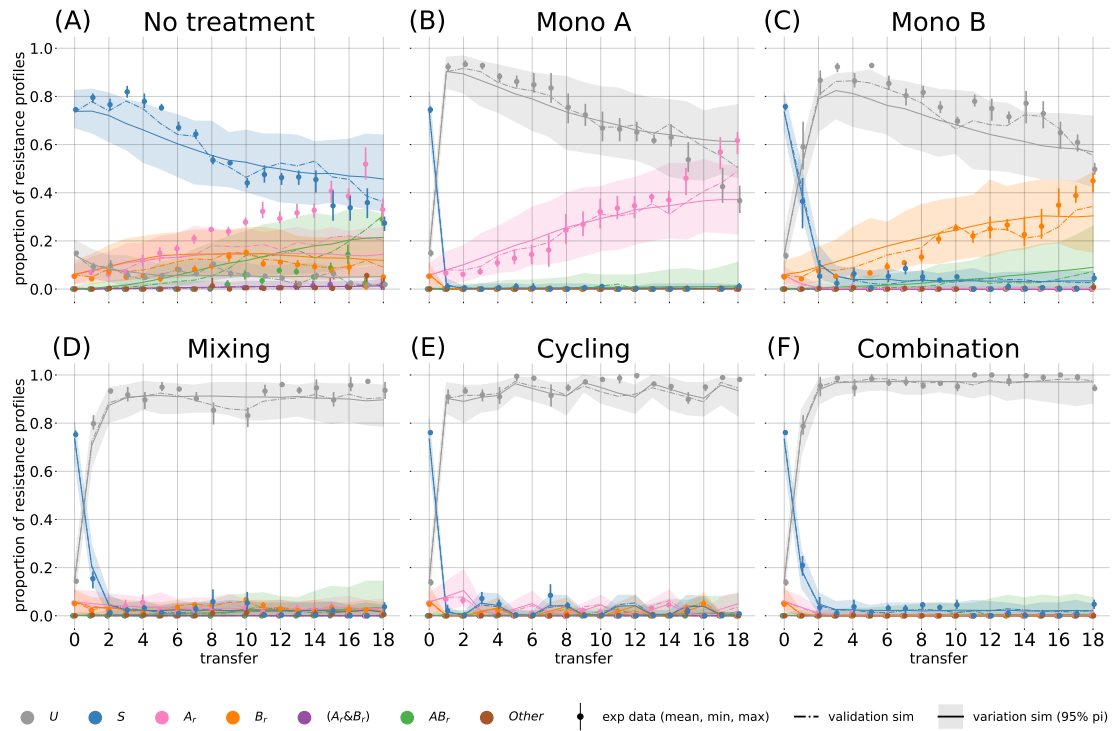 (A) No treatment
(B) Mono A
(C) Mono B
proportion of resistance profiles
1.0
0.8
0.6
0.4
0.2
0.0
(D) Mixing
(E) Cycling
(F) Combination
proportion of resistance profiles
1.0
0.8
0.6
0.4
0.2
0.0
0 2 4 6 8 10 12 14 16 18
0 2 4 6 8 10 12 14 16 18
0 2 4 6 8 10 12 14 16 18
transfer
transfer
transfer
U S Aᵣ Bᵣ (Aᵣ&Bᵣ) ABᵣ Other exp data (mean, min, max) validation sim variation sim (95% pi)